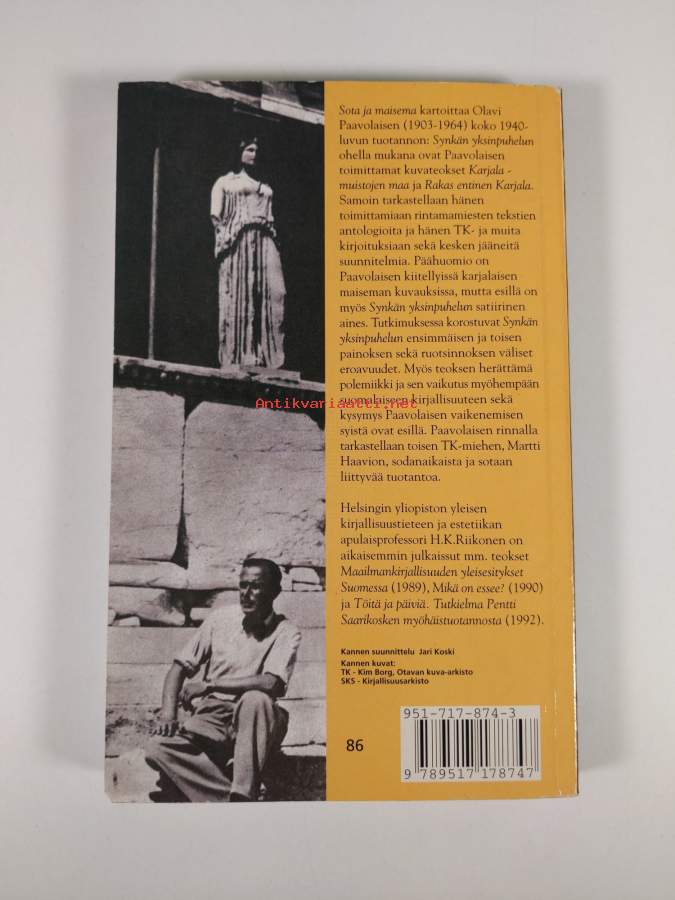 Sota ja maisema kartoittaa Olavi
Paavolaisen (1903-1964) koko 1940-
luvun tuotannon: Synkän yksinpuhelun
ohella mukana ovat Paavolaisen
toimittamat kuvateokset Karjala -
muistojen maa ja Rakas entinen Karjala.
Samoin tarkastellaan hänen
toimittamiaan rintamamiesten tekstien
antologioita ja hänen TK- ja muita
kirjoituksiaan sekä kesken jääneitä
suunnitelmia. Päähuomio on
Paavolaisen kiitellyissä karjalaisen
maiseman kuvauksissa, mutta esillä on
myös Synkän yksinpuhelun satiirinen
aines. Tutkimuksessa korostuvat Synkän
yksinpuhelun ensimmäisen ja toisen
painoksen sekä ruotsinnoksen väliset
eroavuudet. Myös teoksen herättämä
polemiikki ja sen vaikutus myöhempään
suomalaiseen kirjallisuuteen sekä
Antikvariaatti.net
kysymys Paavolaisen vaikenemisen
syistä ovat esillä. Paavolaisen rinnalla
tarkastellaan toisen TK-miehen, Martti
Haavion, sodanaikaista ja sotaan
liittyvää tuotantoa.
Helsingin yliopiston yleisen
kirjallisuustieteen ja estetiikan
apulaisprofessori H.K.Riikonen on
aikaisemmin julkaissut mm. teokset
Maailmankirjallisuuden yleisesitykset
Suomessa (1989), Mikä on essee? (1990)
ja Töitä ja päiviä. Tutkielma Pentti
Saarikosken myöhäistuotannosta (1992).
Kannen suunnittelu Jari Koski
Kannen kuvat:
TK - Kim Borg, Otavan kuva-arkisto
SKS - Kirjallisuusarkisto
951-717-874-3
86
9 789517 178747